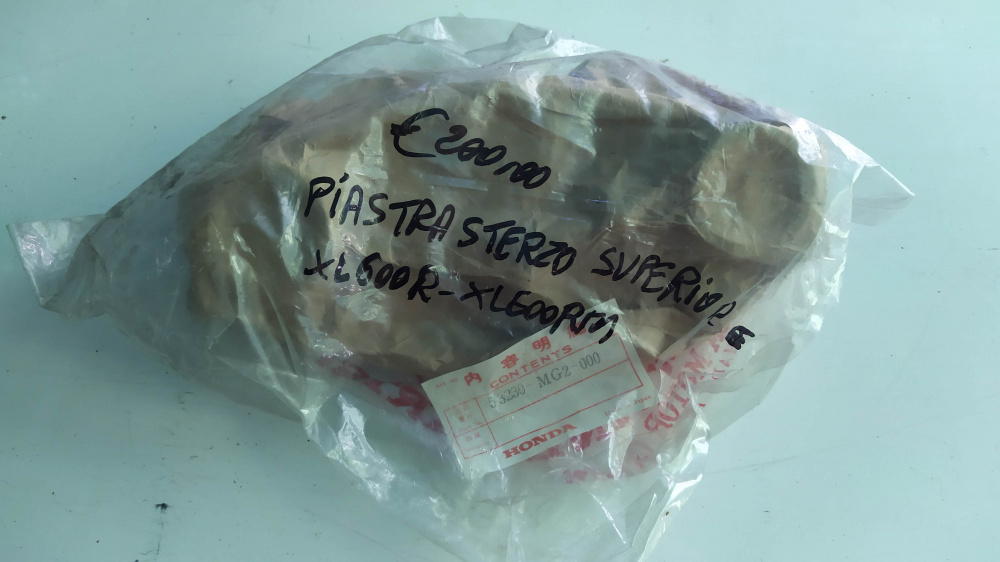 € 200,00
PiASTRA STERZO SUPERiORE
XL600R-XL600RM
内容明
CONTENTS
53230-MG2-000
HONDA